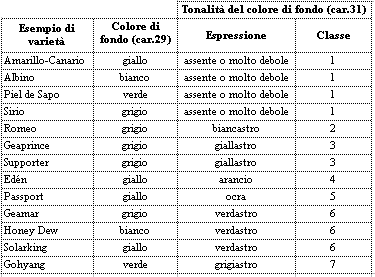 Tonalità del colore di fondo (car.31)
Esempio di varietà Colore di fondo (car.29) Espressione Classe
Amarillo-Canario giallo assente o molto debole 1
Albino bianco assente o molto debole 1
Piel de Sapo verde assente o molto debole 1
Sirio grigio assente o molto debole 1
Romeo grigio biancastro 2
Geaprince grigio giallastro 3
Supporter grigio giallastro 3
Edén giallo arancio 4
Passport giallo ocra 5
Geamar grigio verdastro 6
Honey Dew bianco verdastro 6
Solarking giallo verdastro 6
Gohyang verde grigiastro 7